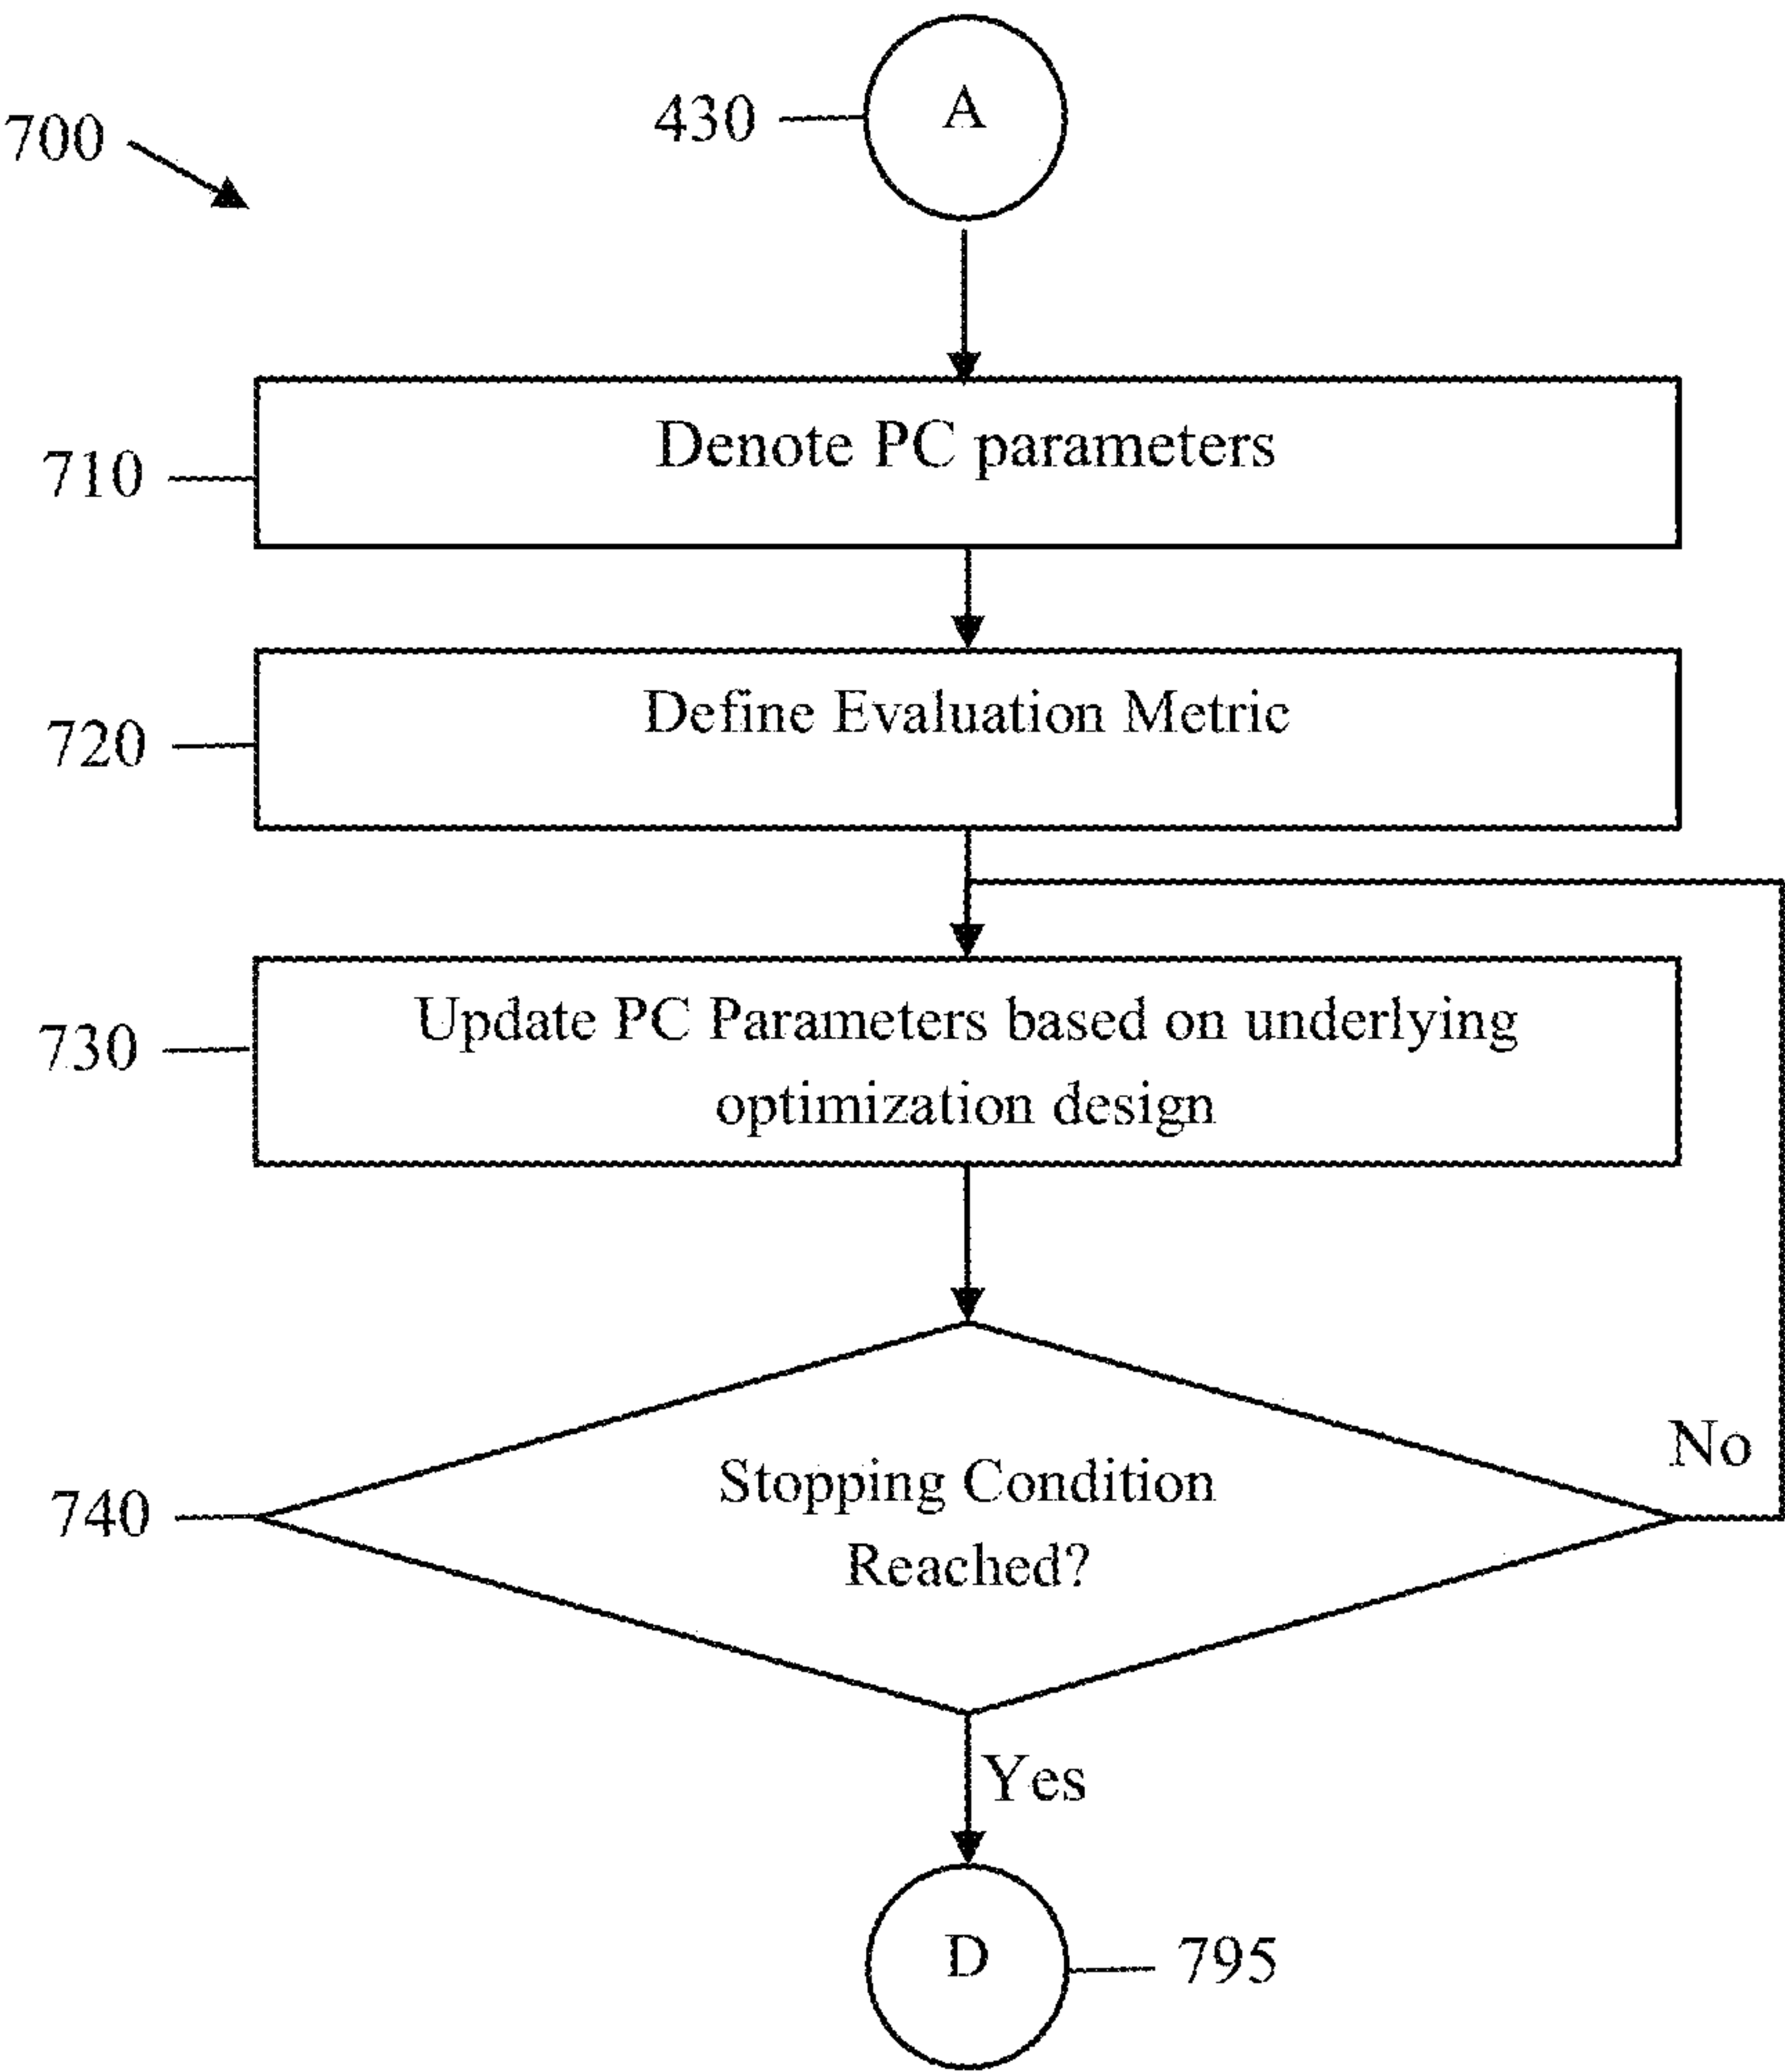 700
430
A
710
Denote PC parameters
720
Define Evaluation Metric
730
Update PC Parameters based on underlying
optimization design
No
740
Stopping Condition
Reached?
Yes
D
795